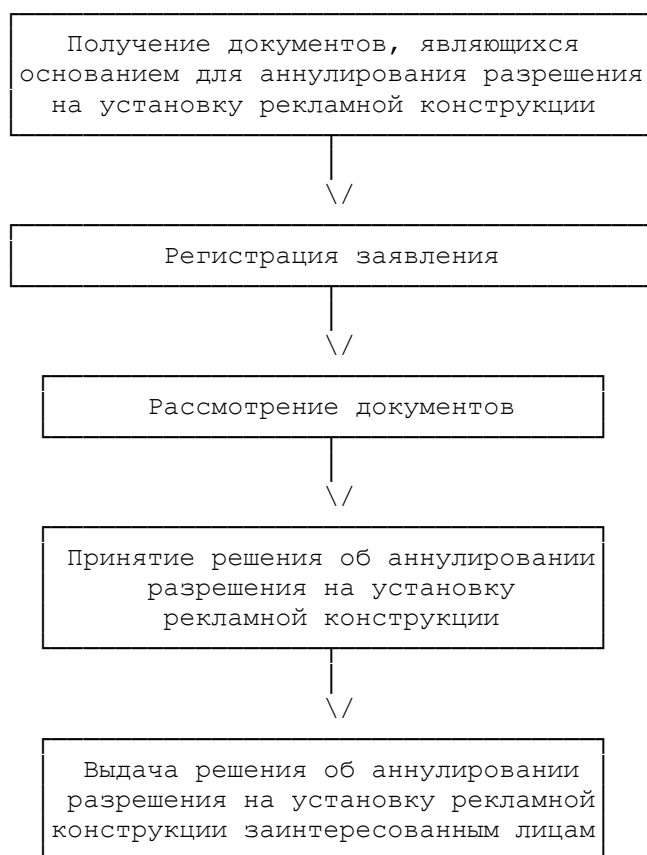 Получение документов, являющихся
основанием для аннулирования разрешения
на установку рекламной конструкции
Регистрация заявления
Рассмотрение документов
Принятие решения об аннулировании
разрешения на установку
рекламной конструкции
Выдача решения об аннулировании
разрешения на установку рекламной
конструкции заинтересованным лицам